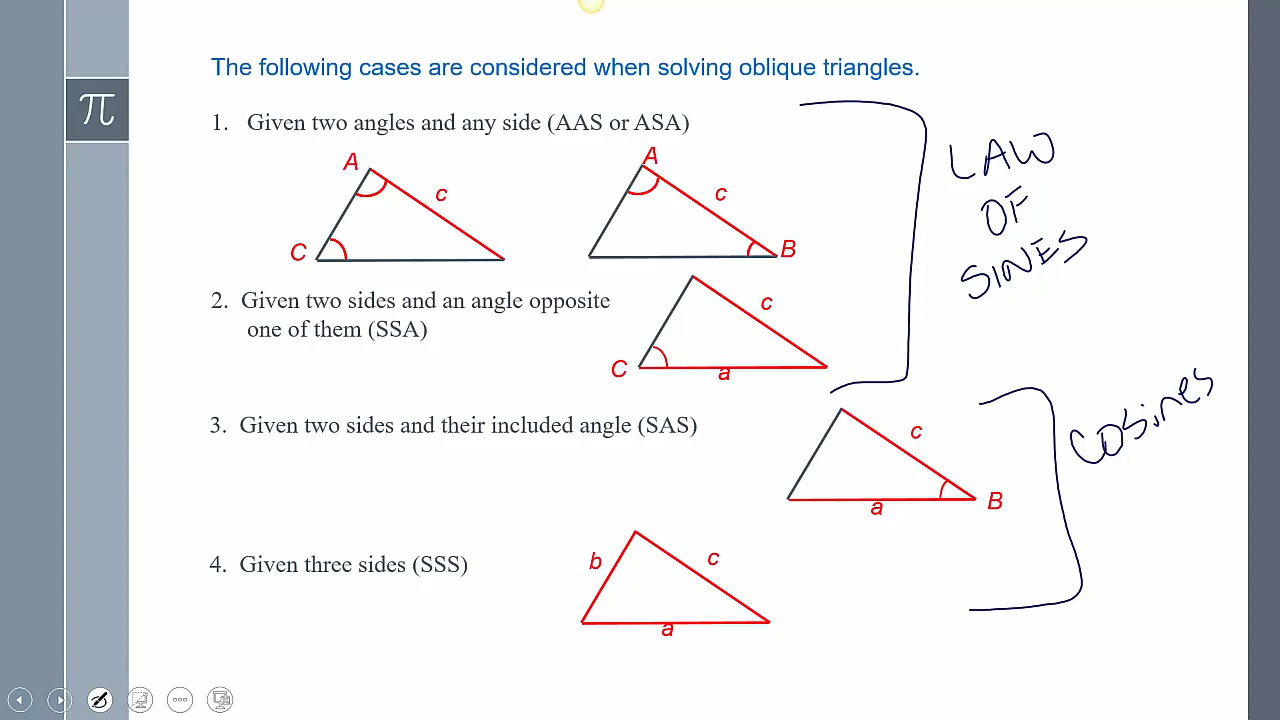 The following cases are considered when solving oblique triangles.
π
1. Given two angles and any side (AAS or ASA)
A
c
C
A
c
B
LAW
OF
SINES
2. Given two sides and an angle opposite
one of them (SSA)
c
C
a
3. Given two sides and their included angle (SAS)
c
a
B
cosines
4. Given three sides (SSS)
b
c
a